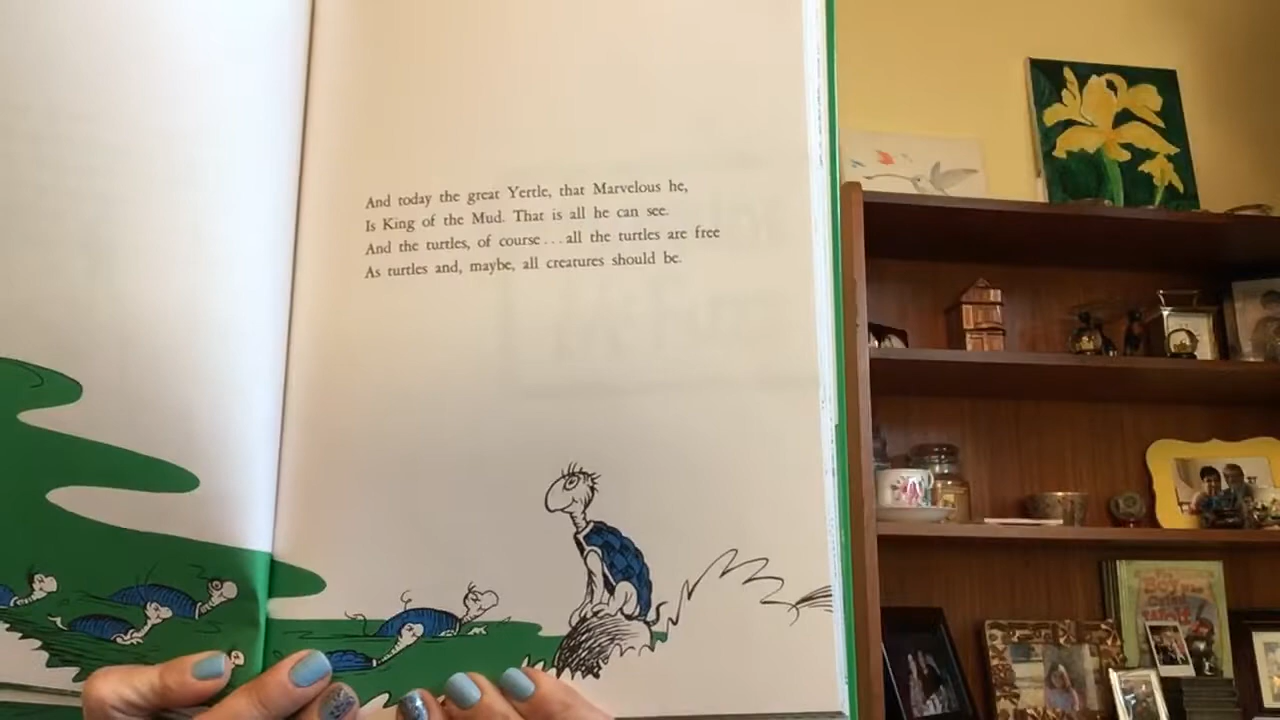 And today the great Yertle, that Marvelous he,
Is King of the Mud. That is all he can see.
And the turtles, of course...all the turtles are free
As turtles and, maybe, all creatures should be.